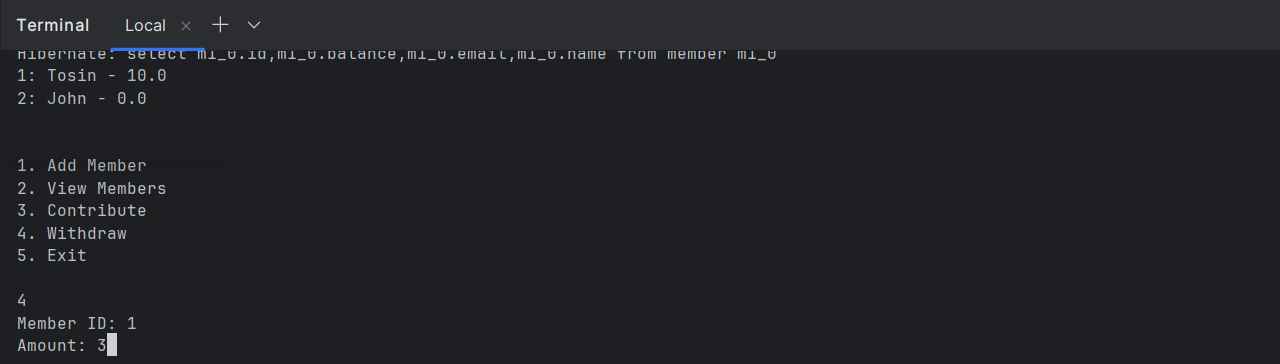 Terminal Local
Hibernate: select m1_0.id,m1_0.balance,m1_0.email,m1_0.name from member m1_0
1: Tosin - 10.0
2: John - 0.0
1. Add Member
2. View Members
3. Contribute
4. Withdraw
5. Exit
4
Member ID: 1
Amount: 3